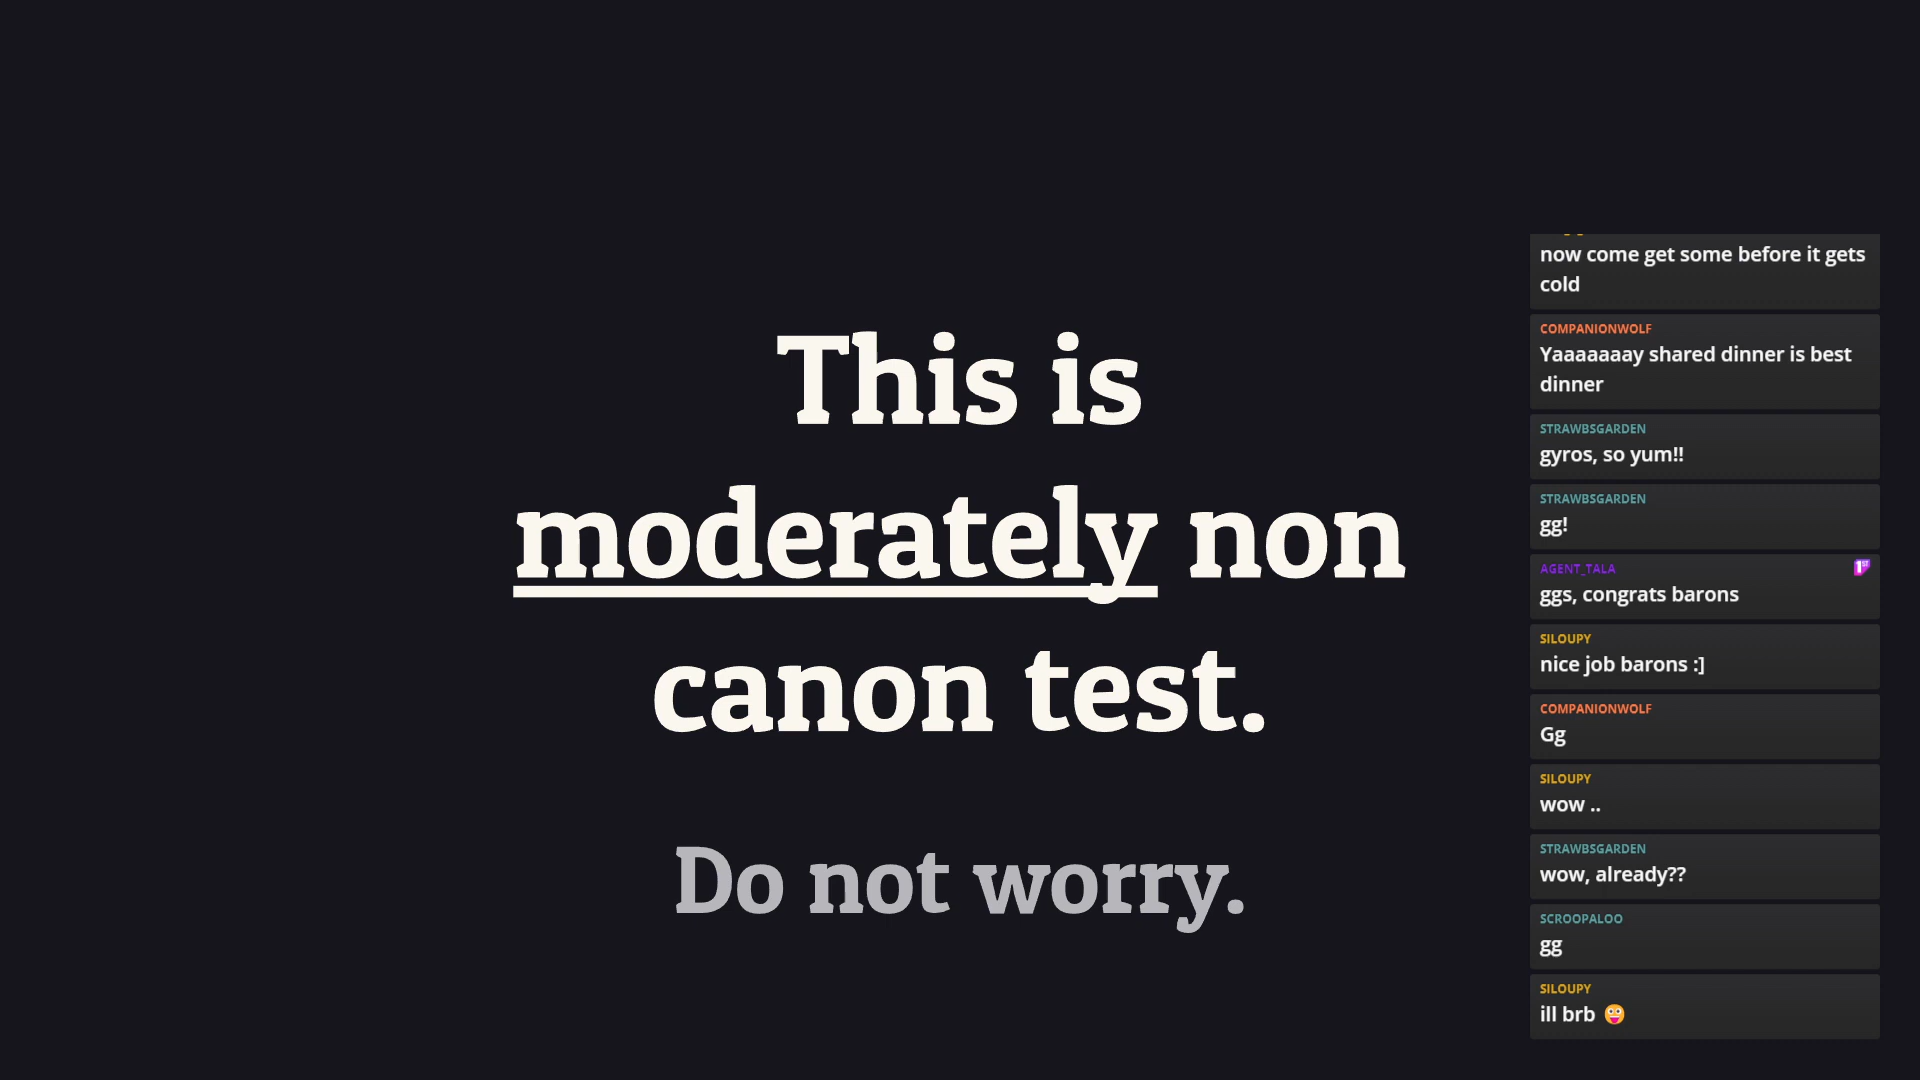 This is
moderately non
canon test.
Do not worry.
now come get some before it gets
cold
COMPANIONWOLF
Yaaaaaaay shared dinner is best
dinner
STRAWBSGARDEN
gyros, so yum!!
STRAWBSGARDEN
gg!
AGENT_TALA
1ST
ggs, congrats barons
SILOUPY
nice job barons :]
COMPANIONWOLF
Gg
SILOUPY
wow ..
STRAWBSGARDEN
wow, already??
SCROOPALOO
gg
SILOUPY
ill brb 🤪